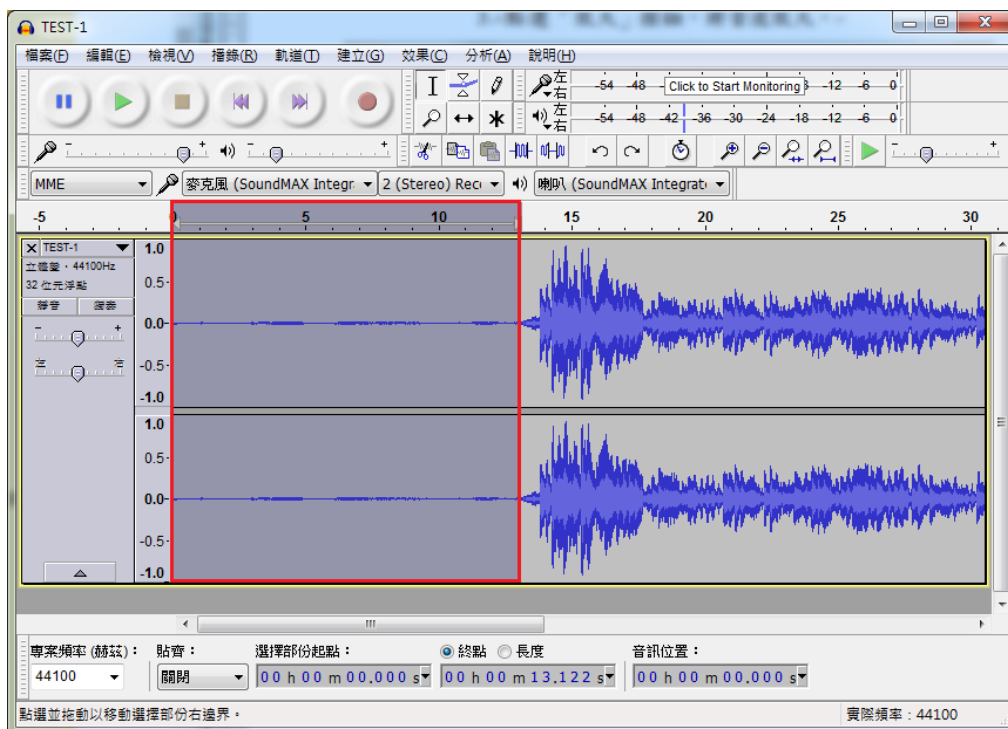 TEST-1
檔案(F) 編輯(E) 檢視(V) 播錄(R) 軌道(T) 建立(G) 效果(C) 分析(A) 說明(H)
左 右 -54 -48 Click to Start Monitoring -12 -6 0
左 右 -54 -48 -42 -36 -30 -24 -18 -12 -6 0
MME 麥克風 (SoundMAX Integr 2 (Stereo) Rec 喇叭 (SoundMAX Integrat
-5 0 5 10 15 20 25 30
TEST-1
立體聲，44100Hz
32 位元浮點
靜音 獨奏
- +
左 右
1.0
0.5
0.0
-0.5
-1.0
1.0
0.5
0.0
-0.5
-1.0
專案頻率 (赫茲)： 貼齊： 選擇部份起點： 終點 長度 音訊位置：
44100 關閉 00 h 00 m 00.000 s 00 h 00 m 13.122 s 00 h 00 m 00.000 s
點選並拖動以移動選擇部份右邊界。 實際頻率：44100